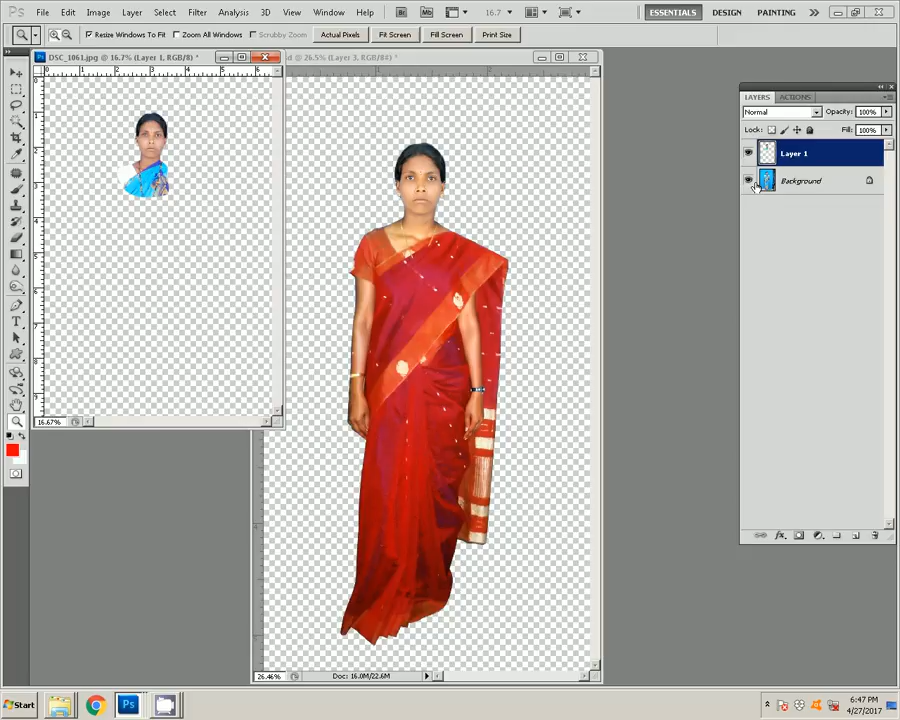 Ps File Edit Image Layer Select Filter Analysis 3D View Window Help Br Mb 16.7 ESSENTIALS DESIGN PAINTING
Resize Windows To Fit Zoom All Windows Scrubby Zoom Actual Pixels Fit Screen Fill Screen Print Size
DSC_1061.jpg @ 16.7% (Layer 1, RGB/8) *
d @ 26.5% (Layer 3, RGB/8#) *
LAYERS ACTIONS
Normal Opacity: 100%
Lock: Fill: 100%
Layer 1
Background
16.67%
26.46% Doc: 16.0M/22.6M
Start Ps 6:47 PM
4/27/2017